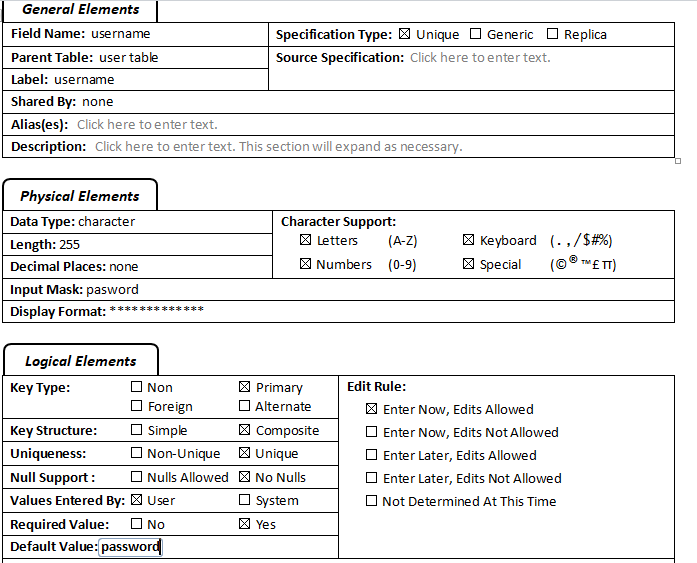 General Elements
Field Name: username Specification Type: ☒ Unique ☐ Generic ☐ Replica
Parent Table: user table Source Specification: Click here to enter text.
Label: username
Shared By: none
Alias(es): Click here to enter text.
Description: Click here to enter text. This section will expand as necessary.
Physical Elements
Data Type: character Character Support:
Length: 255 ☒ Letters (A-Z) ☒ Keyboard (.,/$#%)
Decimal Places: none ☒ Numbers (0-9) ☒ Special (©®™£π)
Input Mask: pasword
Display Format: *************
Logical Elements
Key Type: ☐ Non ☒ Primary Edit Rule:
☐ Foreign ☐ Alternate ☒ Enter Now, Edits Allowed
Key Structure: ☐ Simple ☒ Composite ☐ Enter Now, Edits Not Allowed
Uniqueness: ☐ Non-Unique ☒ Unique ☐ Enter Later, Edits Allowed
Null Support : ☐ Nulls Allowed ☒ No Nulls ☐ Enter Later, Edits Not Allowed
Values Entered By: ☒ User ☐ System ☐ Not Determined At This Time
Required Value: ☐ No ☒ Yes
Default Value: password